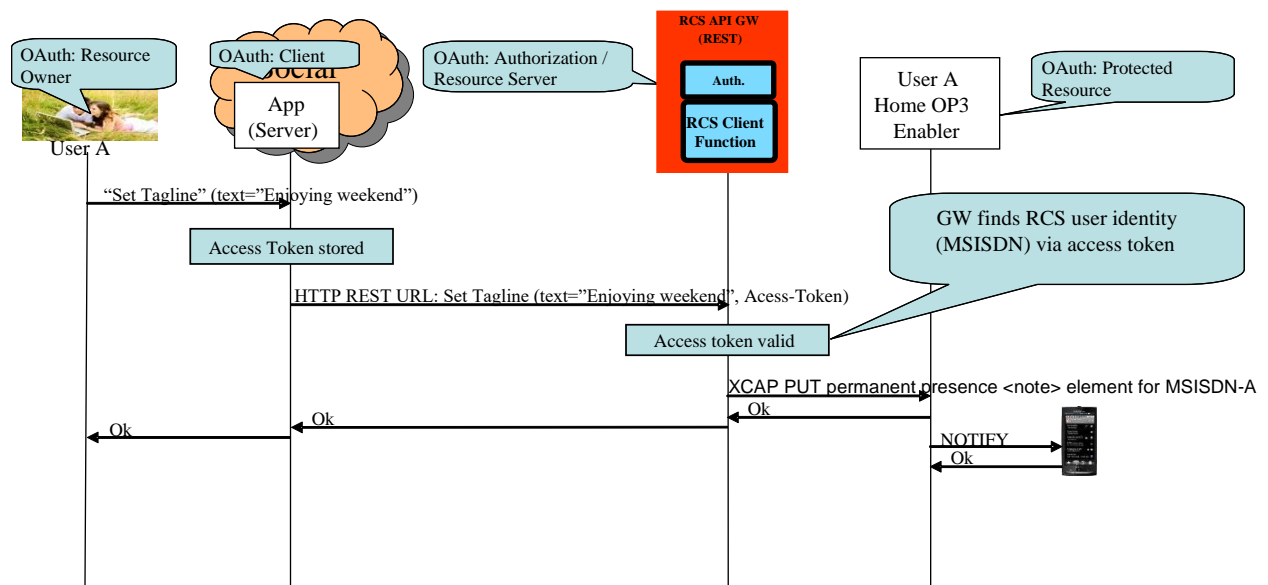 RCS API GW
(REST)
OAuth: Resource
Owner
OAuth: Client
Social
OAuth: Authorization /
Resource Server
Auth.
RCS Client
Function
App
(Server)
User A
Home OP3
Enabler
OAuth: Protected
Resource
User A
“Set Tagline” (text=”Enjoying weekend”)
GW finds RCS user identity
(MSISDN) via access token
Access Token stored
HTTP REST URL: Set Tagline (text=”Enjoying weekend”, Acess-Token)
Access token valid
XCAP PUT permanent presence <note> element for MSISDN-A
Ok
Ok
Ok
NOTIFY
Ok